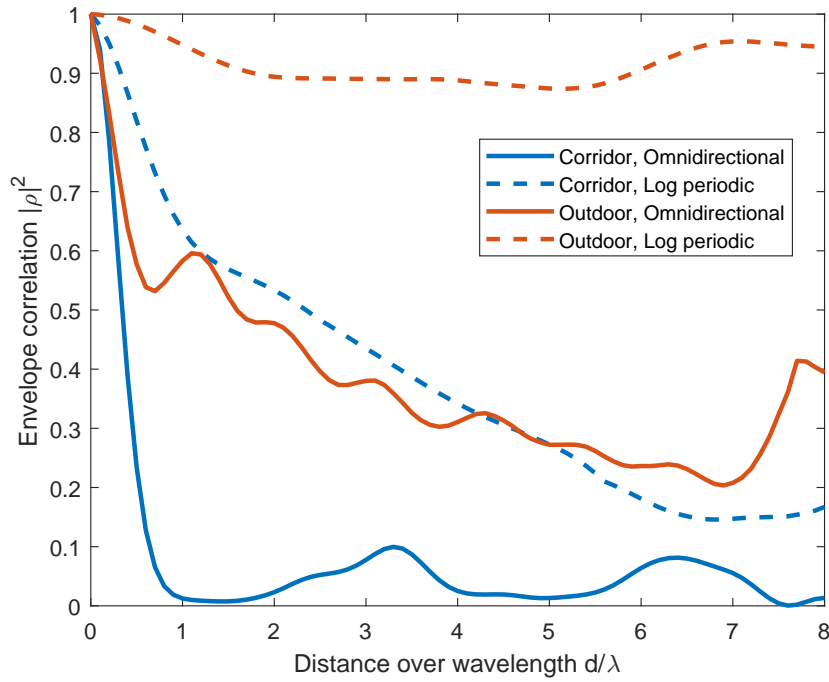 1
0.9
0.8
0.7
0.6
0.5
0.4
0.3
0.2
0.1
0
Envelope correlation |ρ|²
Corridor, Omnidirectional
Corridor, Log periodic
Outdoor, Omnidirectional
Outdoor, Log periodic
0 1 2 3 4 5 6 7 8
Distance over wavelength d/λ